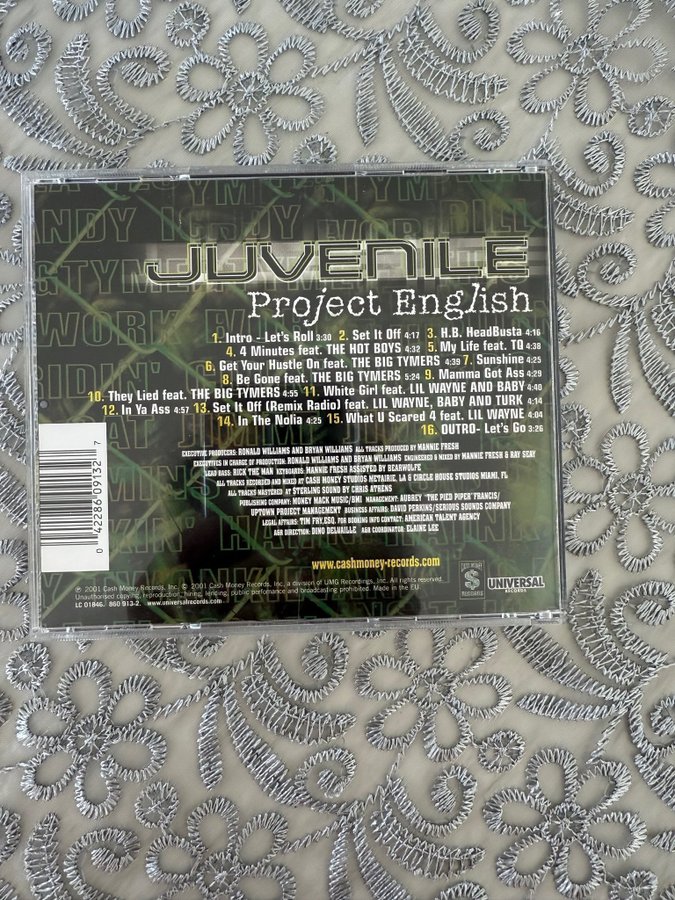 JUVENILE
Project English
1. Intro - Let's Roll 3:30 2. Set It Off 4:17 3. H.B. HeadBusta 4:16
4. 4 Minutes feat. THE HOT BOYS 4:32 5. My Life feat. TQ 4:38
6. Get Your Hustle On feat. THE BIG TYMERS 4:39 7. Sunshine 4:25
8. Be Gone feat. THE BIG TYMERS 5:24 9. Mamma Got Ass 4:29
10. They Lied feat. THE BIG TYMERS 4:55 11. White Girl feat. LIL WAYNE AND BABY 4:40
12. In Ya Ass 4:57 13. Set It Off (Remix Radio) feat. LIL WAYNE, BABY AND TURK 4:14
14. In The Nolia 4:25 15. What U Scared 4 feat. LIL WAYNE 4:04
16. OUTRO- Let's Go 3:26
EXECUTIVE PRODUCERS: RONALD WILLIAMS AND BRYAN WILLIAMS ALL TRACKS PRODUCED BY MANNIE FRESH
EXECUTIVES IN CHARGE OF PRODUCTION: RONALD WILLIAMS AND BRYAN WILLIAMS ENGINEERED & MIXED BY MANNIE FRESH & RAY SEAY
LEAD BASS: RICK THE MAN KEYBOARDS: MANNIE FRESH ASSISTED BY BEARWOLFE
ALL TRACKS RECORDED AND MIXED AT CASH MONEY STUDIOS METAIRIE, LA & CIRCLE HOUSE STUDIOS MIAMI, FL
ALL TRACKS MASTERED AT STERLING SOUND BY CHRIS ATHENS
PUBLISHING COMPANY: MONEY MACK MUSIC/BMI MANAGEMENT: AUBREY "THE PIED PIPER" FRANCIS/
UPTOWN PROJECT MANAGEMENT BUSINESS AFFAIRS: DAVID PERKINS/SERIOUS SOUNDS COMPANY
LEGAL AFFAIRS: TIM FRY,ESQ. FOR BOOKING INFO CONTACT: AMERICAN TALENT AGENCY
A&R DIRECTION: DINO DELVAILLE A&R COORDINATOR: ELAINE LEE
www.cashmoney-records.com
0 42286 09132 7
℗ 2001 Cash Money Records, Inc. © 2001 Cash Money Records, Inc., a division of UMG Recordings, Inc. All rights reserved.
Unauthorised copying, reproduction, hiring, lending, public performance and broadcasting prohibited. Made in the EU.
LC 01846. 860 913-2. www.universalrecords.com
CASH MONEY
RECORDS
UNIVERSAL
RECORDS